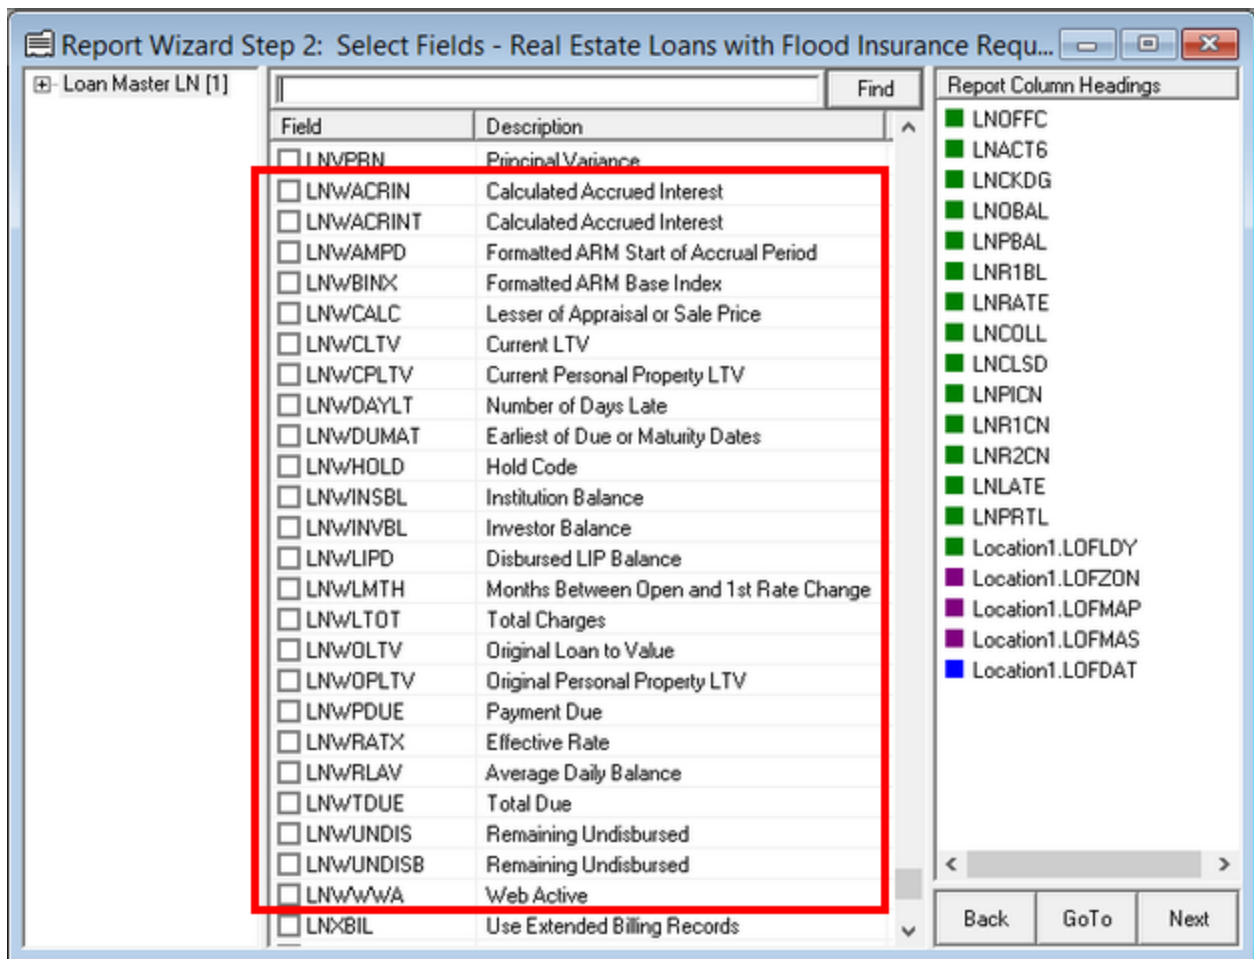 Report Wizard Step 2: Select Fields - Real Estate Loans with Flood Insurance Requ...
Loan Master LN [1]
Find
Field Description
LNVPRN Principal Variance
LNWACRIN Calculated Accrued Interest
LNWACRINT Calculated Accrued Interest
LNWAMPD Formatted ARM Start of Accrual Period
LNWBINX Formatted ARM Base Index
LNWCALC Lesser of Appraisal or Sale Price
LNWCLTV Current LTV
LNWCPLTV Current Personal Property LTV
LNWDAYLT Number of Days Late
LNWDUMAT Earliest of Due or Maturity Dates
LNWHOLD Hold Code
LNWINSBL Institution Balance
LNWINVBL Investor Balance
LNWLIPD Disbursed LIP Balance
LNWLMTH Months Between Open and 1st Rate Change
LNWLTOT Total Charges
LNWOLTV Original Loan to Value
LNWOPLTV Original Personal Property LTV
LNWPDUE Payment Due
LNWRATX Effective Rate
LNWRLAV Average Daily Balance
LNWTDUE Total Due
LNWUNDIS Remaining Undisbursed
LNWUNDISB Remaining Undisbursed
LNWWWA Web Active
LNXBIL Use Extended Billing Records
Report Column Headings
LNOFFC
LNACT6
LNCKDG
LNOBAL
LNPBAL
LNR1BL
LNRATE
LNCOLL
LNCLSD
LNPICN
LNR1CN
LNR2CN
LNLATE
LNPRTL
Location1.LOFLDY
Location1.LOFZON
Location1.LOFMAP
Location1.LOFMAS
Location1.LOFDAT
Back GoTo Next